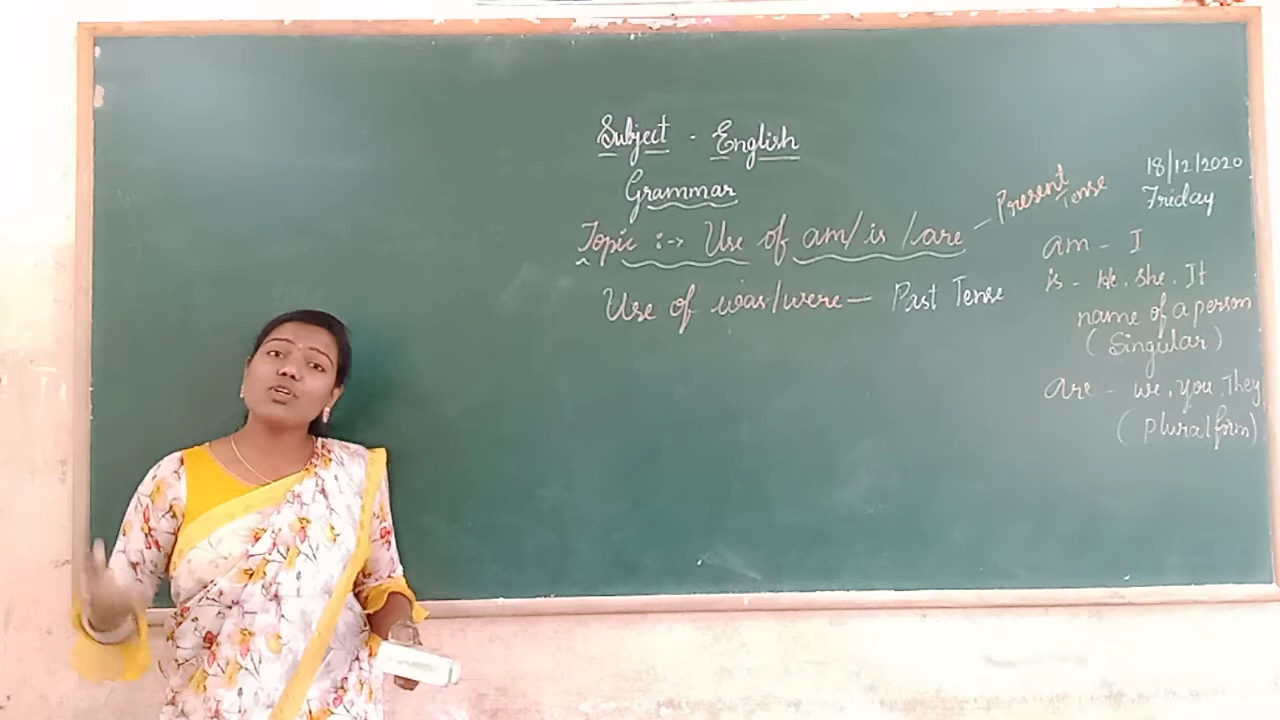 Subject - English
Grammar
Topic :-> Use of am/is/are - Present Tense
Use of was/were - Past Tense
18/12/2020
Friday
am - I
is - He, She, It
name of a person
(Singular)
are - we, you, They
(plural form)